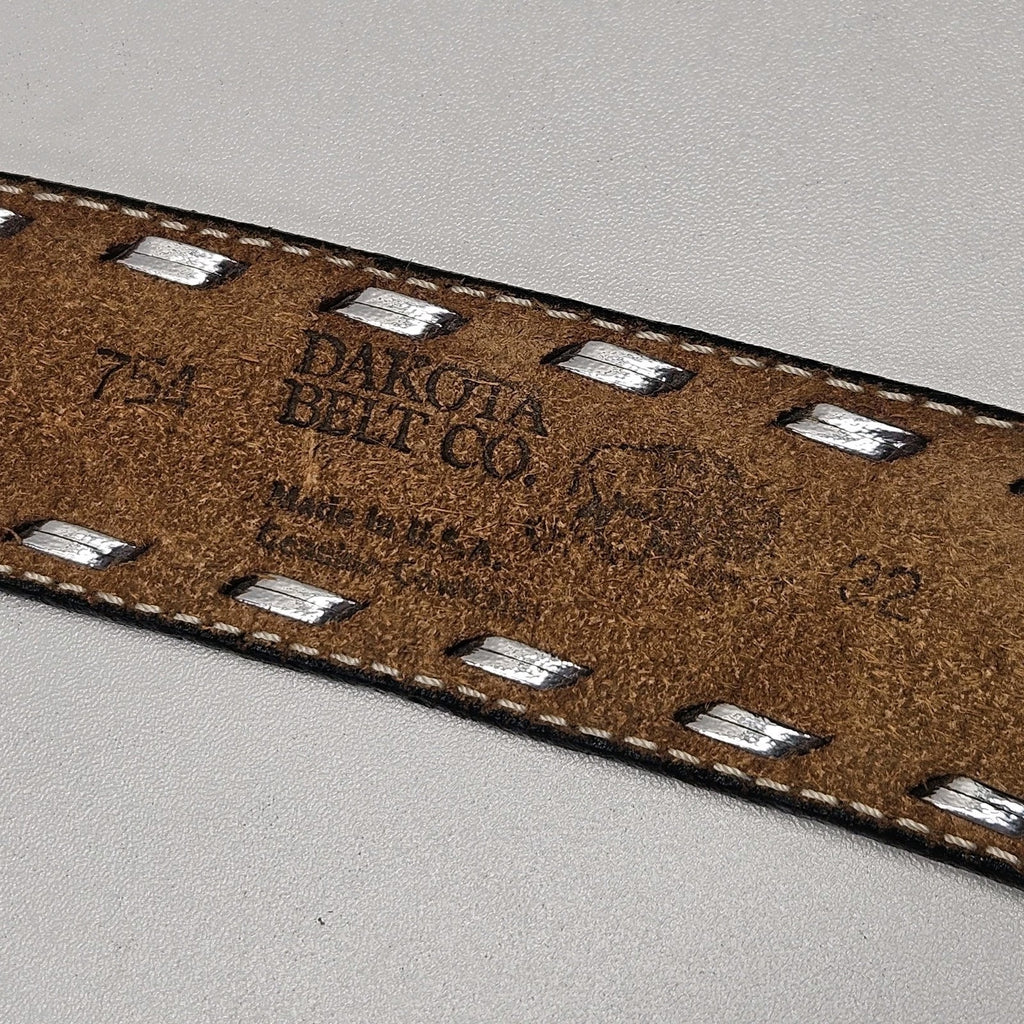 754
DAKOTA
BELT CO.
Made in U.S.A.
32